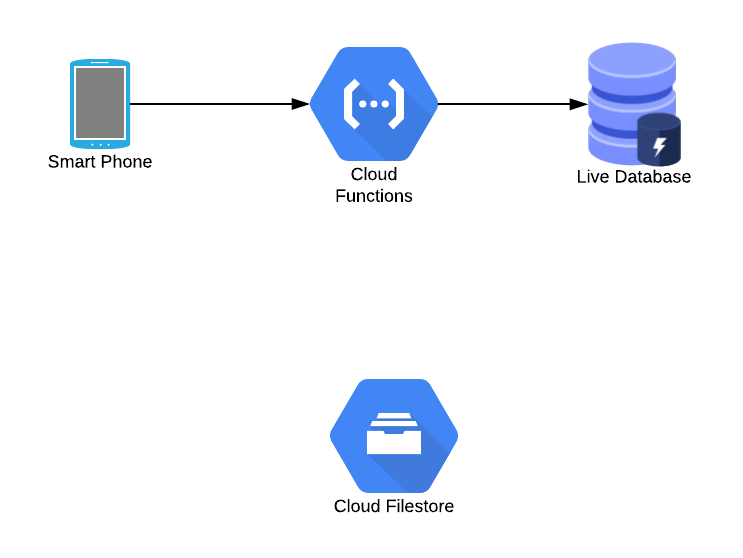 Smart Phone
Cloud
Functions
Live Database
Cloud Filestore